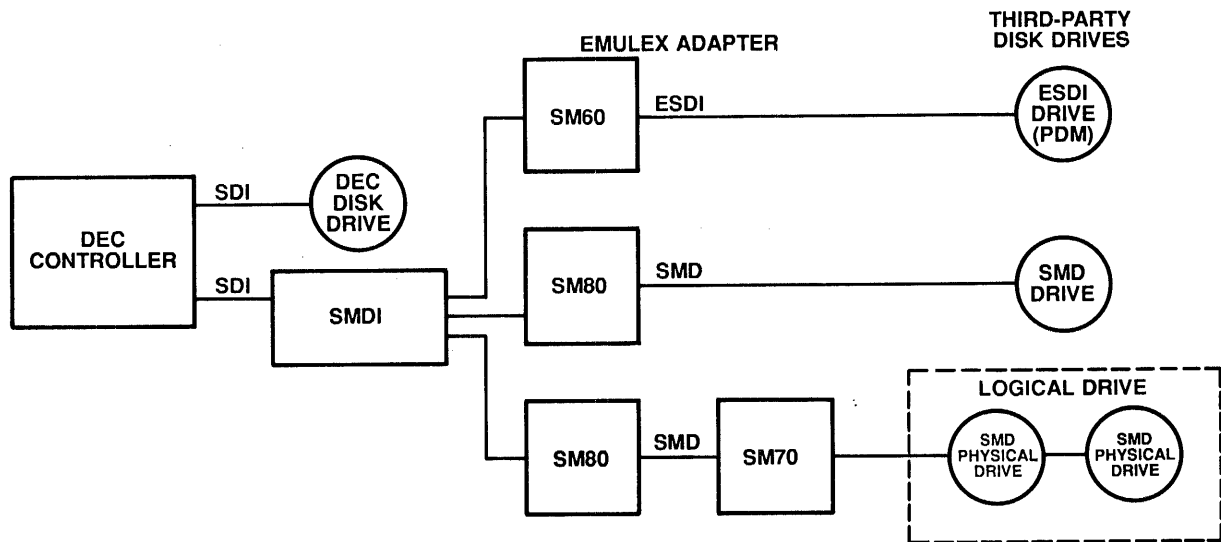 EMULEX ADAPTER
THIRD-PARTY
DISK DRIVES
SM60
ESDI
ESDI
DRIVE
(PDM)
DEC
CONTROLLER
SDI
DEC
DISK
DRIVE
SDI
SMDI
SM80
SMD
SMD
DRIVE
SM80
SMD
SM70
LOGICAL DRIVE
SMD
PHYSICAL
DRIVE
SMD
PHYSICAL
DRIVE